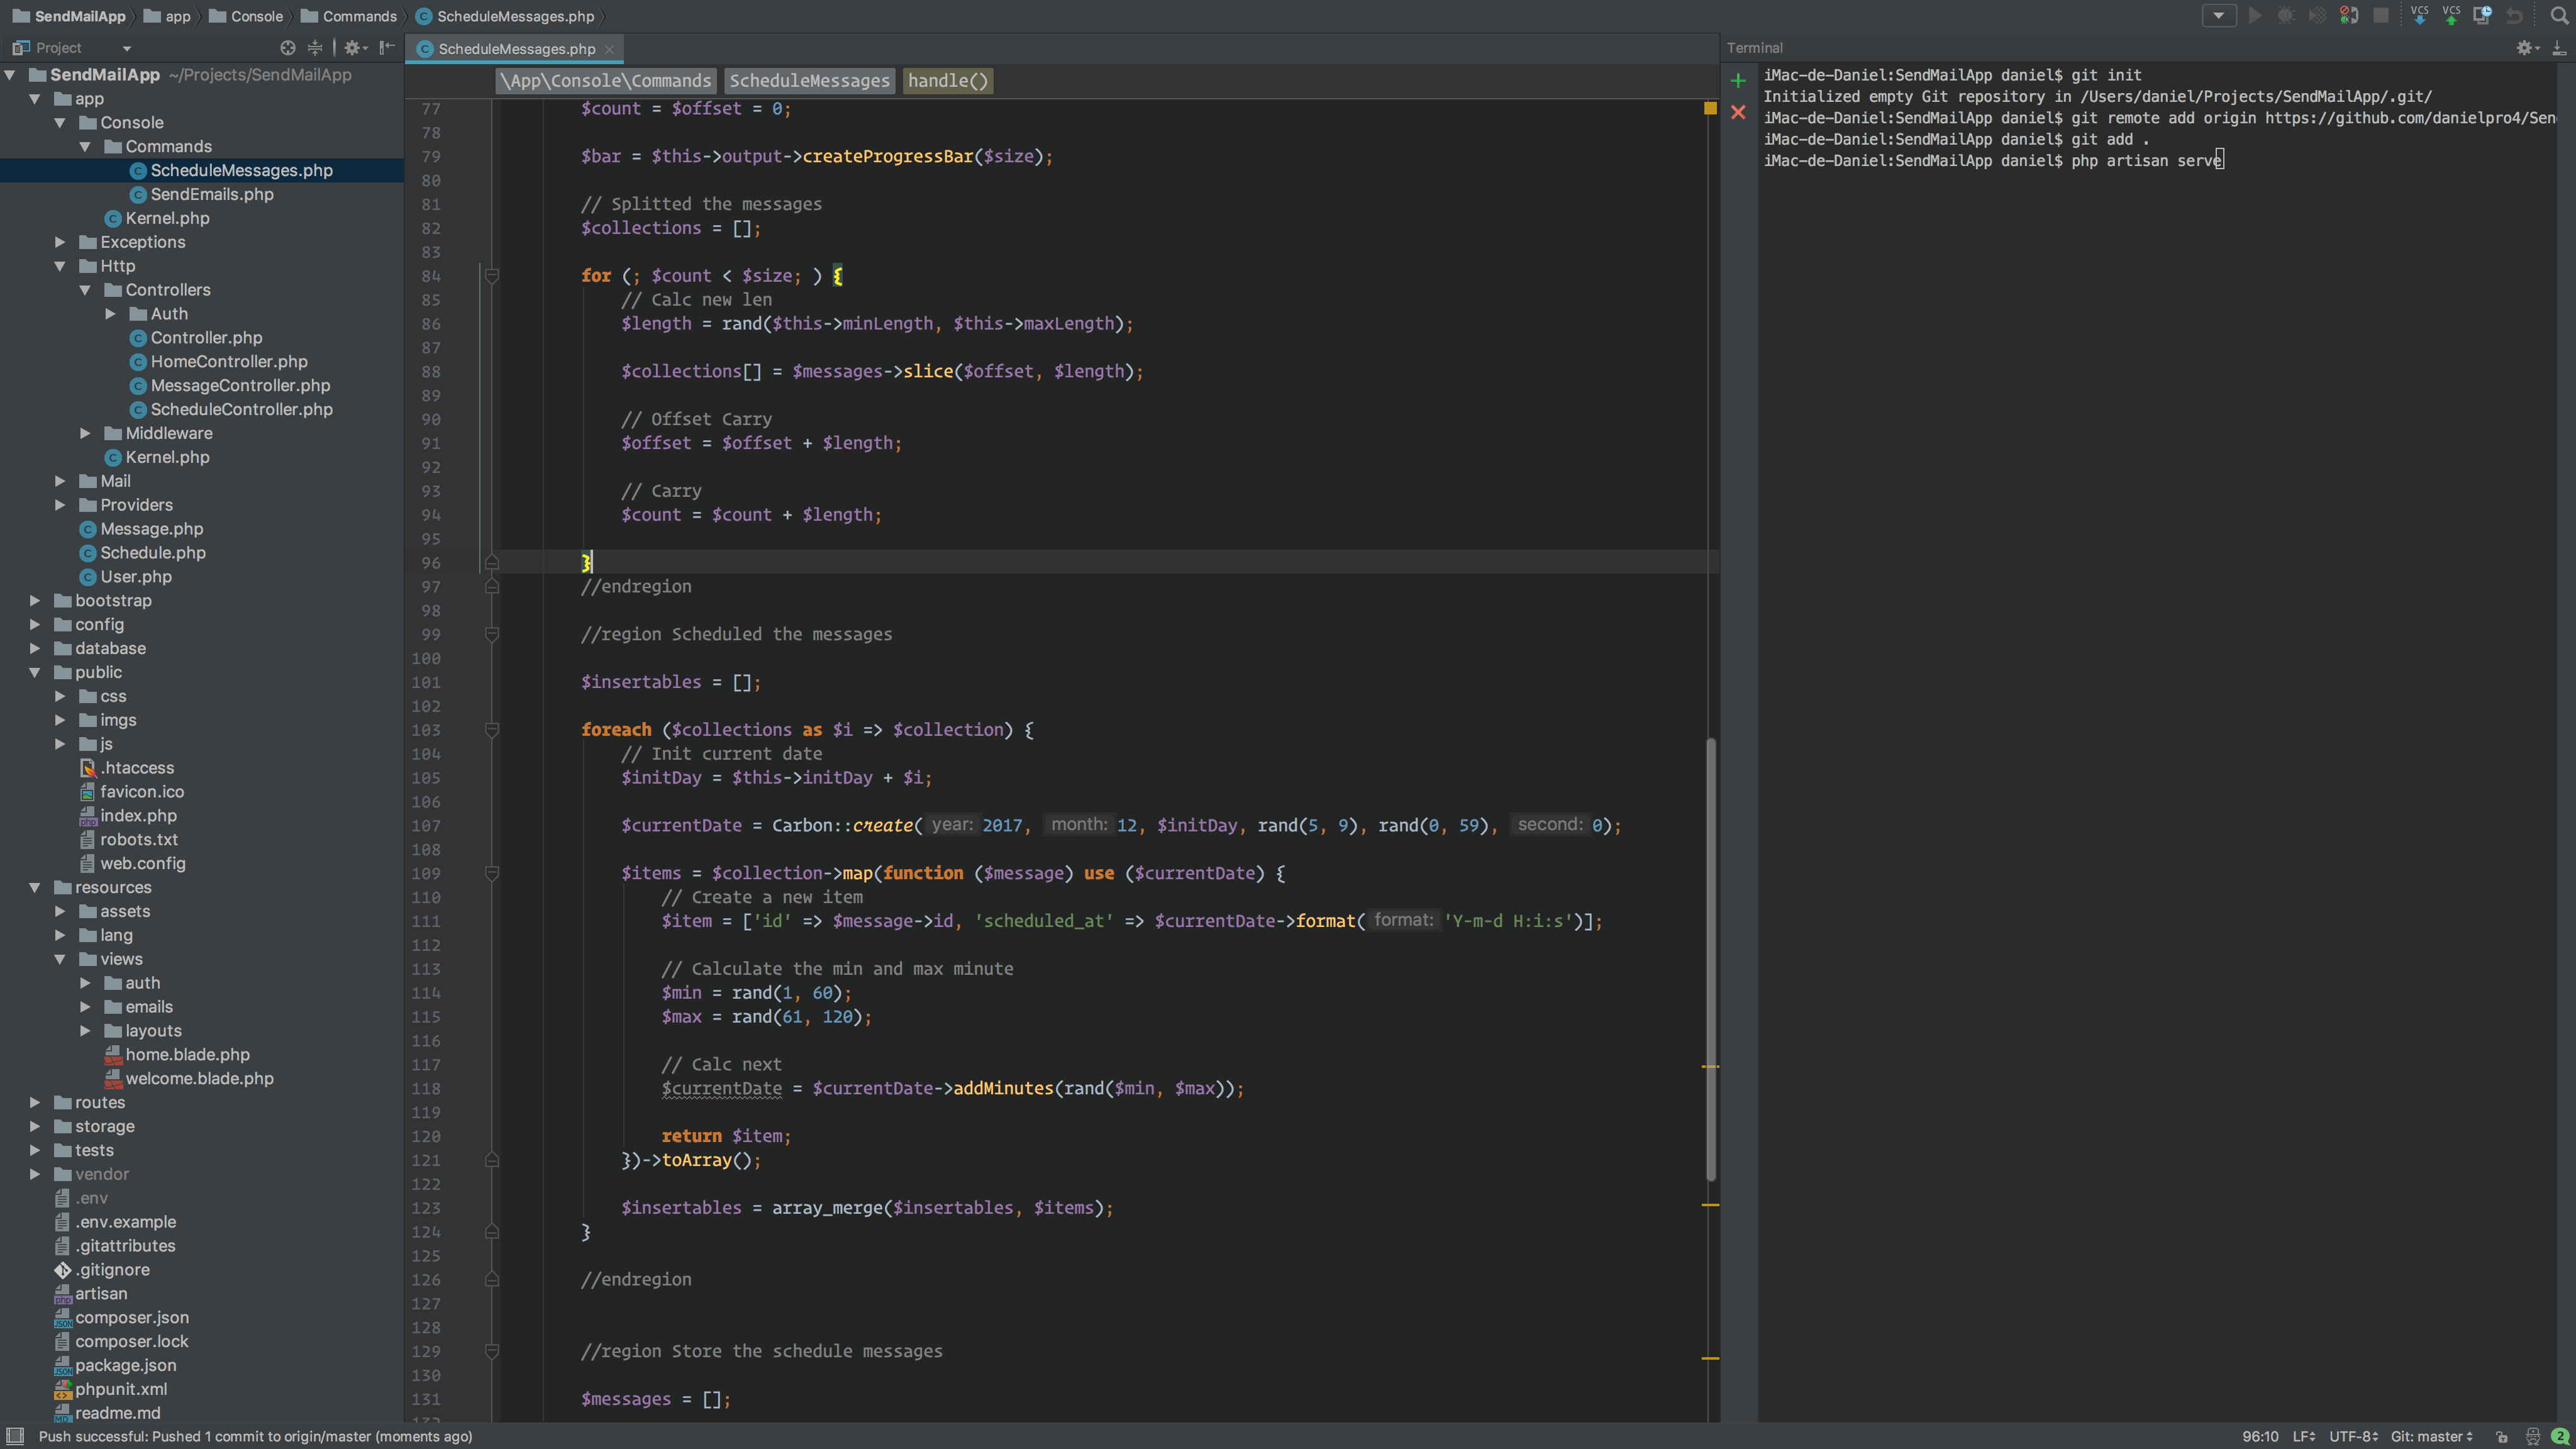 SendMailApp app Console Commands ScheduleMessages.php
VCS VCS
Project
SendMailApp ~/Projects/SendMailApp
app
Console
Commands
ScheduleMessages.php
SendEmails.php
Kernel.php
Exceptions
Http
Controllers
Auth
Controller.php
HomeController.php
MessageController.php
ScheduleController.php
Middleware
Kernel.php
Mail
Providers
Message.php
Schedule.php
User.php
bootstrap
config
database
public
css
imgs
js
.htaccess
favicon.ico
index.php
robots.txt
web.config
resources
assets
lang
views
auth
emails
layouts
home.blade.php
welcome.blade.php
routes
storage
tests
vendor
.env
.env.example
.gitattributes
.gitignore
artisan
composer.json
composer.lock
package.json
phpunit.xml
readme.md
ScheduleMessages.php
\App\Console\Commands ScheduleMessages handle()
77 $count = $offset = 0;
78
79 $bar = $this->output->createProgressBar($size);
80
81 // Splitted the messages
82 $collections = [];
83
84 for (; $count < $size; ) {
85 // Calc new len
86 $length = rand($this->minLength, $this->maxLength);
87
88 $collections[] = $messages->slice($offset, $length);
89
90 // Offset Carry
91 $offset = $offset + $length;
92
93 // Carry
94 $count = $count + $length;
95
96 }
97 //endregion
98
99 //region Scheduled the messages
100
101 $insertables = [];
102
103 foreach ($collections as $i => $collection) {
104 // Init current date
105 $initDay = $this->initDay + $i;
106
107 $currentDate = Carbon::create( year: 2017, month: 12, $initDay, rand(5, 9), rand(0, 59), second: 0);
108
109 $items = $collection->map(function ($message) use ($currentDate) {
110 // Create a new item
111 $item = ['id' => $message->id, 'scheduled_at' => $currentDate->format( format: 'Y-m-d H:i:s')];
112
113 // Calculate the min and max minute
114 $min = rand(1, 60);
115 $max = rand(61, 120);
116
117 // Calc next
118 $currentDate = $currentDate->addMinutes(rand($min, $max));
119
120 return $item;
121 })->toArray();
122
123 $insertables = array_merge($insertables, $items);
124 }
125
126 //endregion
127
128
129 //region Store the schedule messages
130
131 $messages = [];
Terminal
iMac-de-Daniel:SendMailApp daniel$ git init
Initialized empty Git repository in /Users/daniel/Projects/SendMailApp/.git/
iMac-de-Daniel:SendMailApp daniel$ git remote add origin https://github.com/danielpro4/Sen
iMac-de-Daniel:SendMailApp daniel$ git add .
iMac-de-Daniel:SendMailApp daniel$ php artisan serve
Push successful: Pushed 1 commit to origin/master (moments ago)
96:10 LF UTF-8 Git: master 2